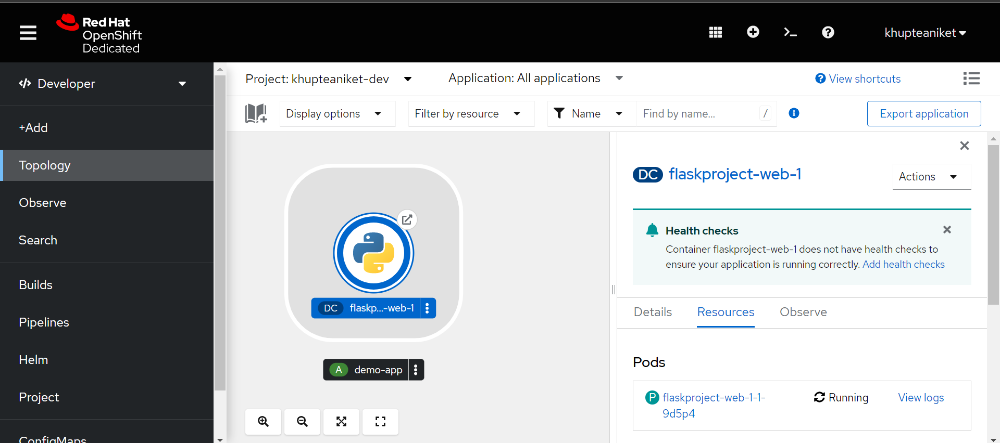 Red Hat
OpenShift
Dedicated
khupteaniket
Developer
+Add
Topology
Observe
Search
Builds
Pipelines
Helm
Project
ConfigMaps
Project: khupteaniket-dev
Application: All applications
View shortcuts
Display options
Filter by resource
Name
Find by name...
/
Export application
DC flaskp...-web-1
A demo-app
DC flaskproject-web-1
Actions
Health checks
Container flaskproject-web-1 does not have health checks to
ensure your application is running correctly. Add health checks
Details
Resources
Observe
Pods
P flaskproject-web-1-1-
9d5p4
Running
View logs